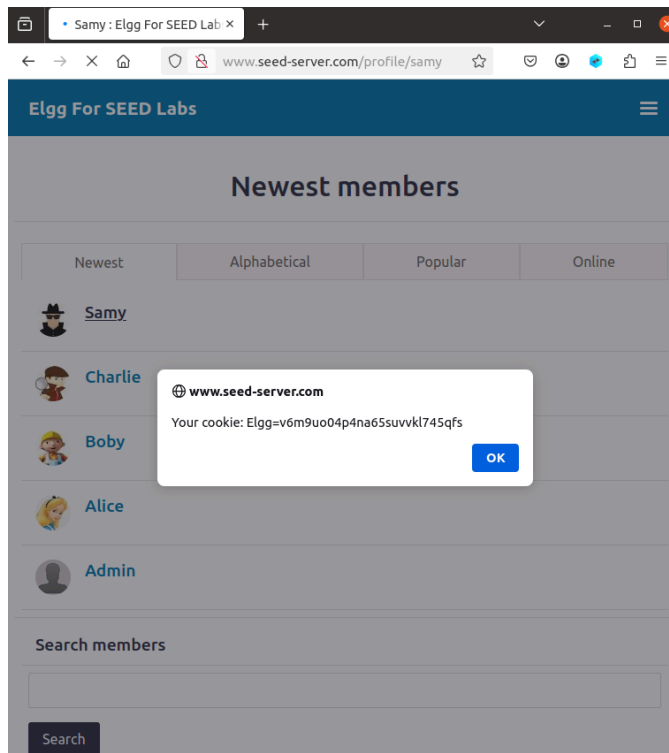 Samy : Elgg For SEED Lab
www.seed-server.com/profile/samy
Elgg For SEED Labs
Newest members
Newest Alphabetical Popular Online
Samy
Charlie
www.seed-server.com
Your cookie: Elgg=v6m9uo04p4na65suvvkl745qfs
OK
Boby
Alice
Admin
Search members
Search